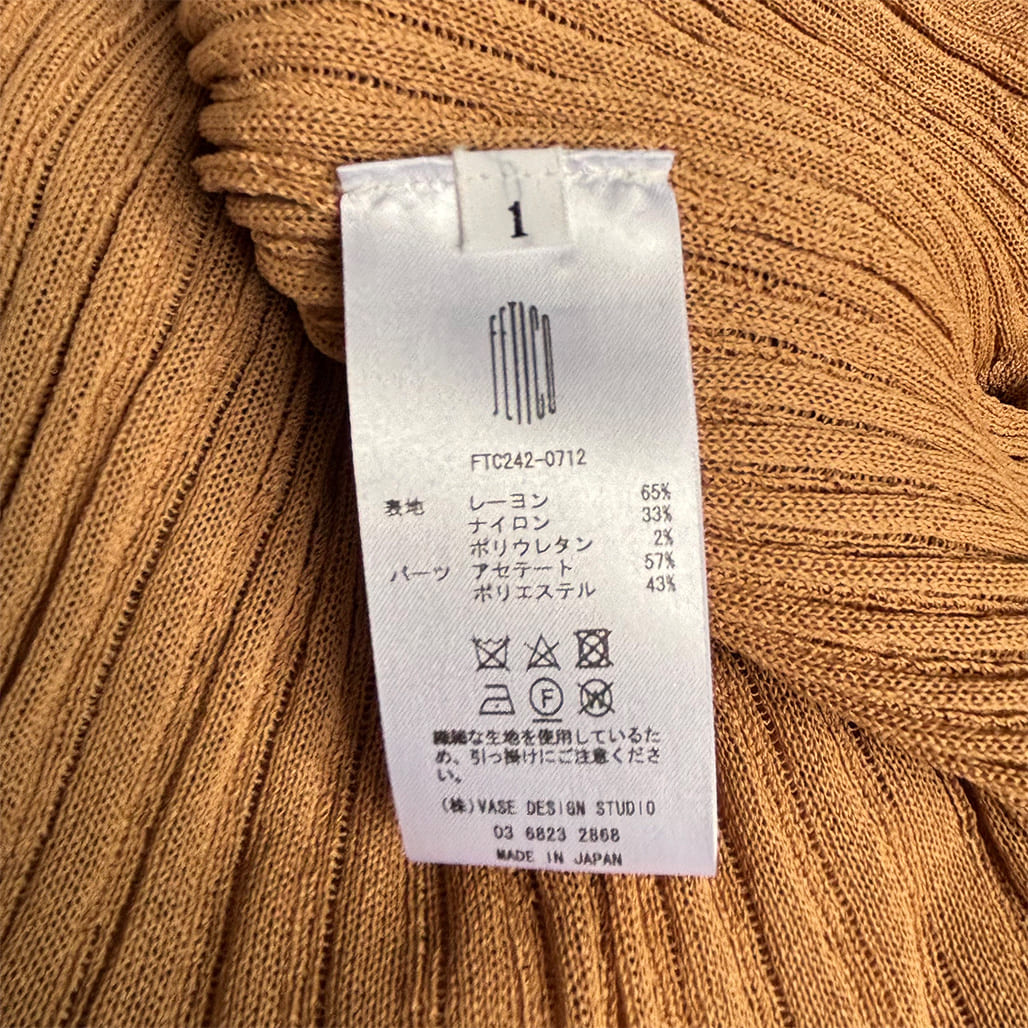 1
FETICO
FTC242-0712
表地 レーヨン 65%
ナイロン 33%
ポリウレタン 2%
パーツ アセテート 57%
ポリエステル 43%
F
W
繊細な生地を使用しているた
め、引っ掛けにご注意くださ
い。
(株)VASE DESIGN STUDIO
03 6823 2868
MADE IN JAPAN